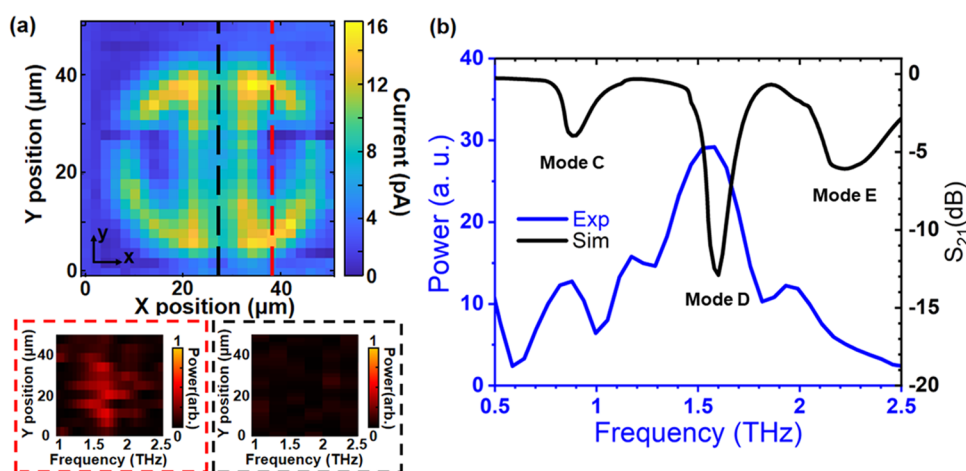 (a)
Y position (µm)
40
30
20
10
0
y
x
0
20
40
X position (µm)
16
12
8
4
0
Current (pA)
Y position (µm)
40
20
0
1
1.5
2
2.5
Frequency (THz)
1
0
Power(arb.)
Y position (µm)
40
20
0
1
1.5
2
2.5
Frequency (THz)
1
0
Power(arb.)
(b)
Power (a. u.)
40
30
20
10
0
Mode C
Mode D
Mode E
Exp
Sim
0.5
1
1.5
2
2.5
Frequency (THz)
0
-5
-10
-15
-20
S21(dB)